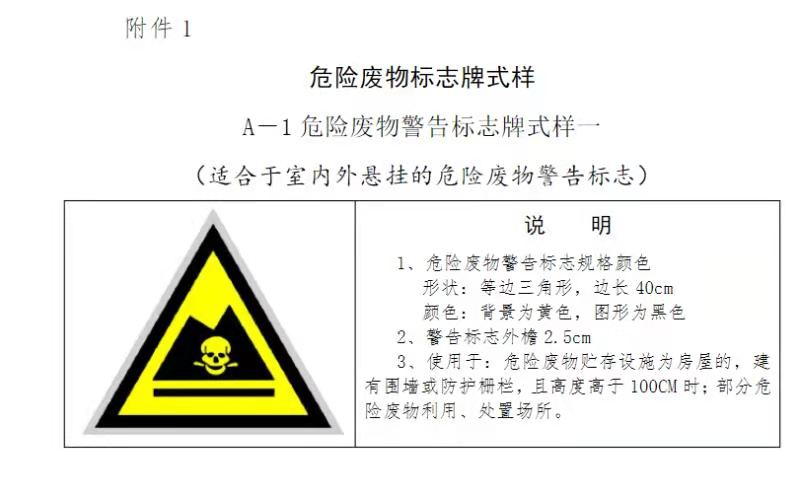 附件 1
危险废物标志牌式样
A－1 危险废物警告标志牌式样一
（适合于室内外悬挂的危险废物警告标志）
说 明
1、危险废物警告标志规格颜色
形状：等边三角形，边长 40cm
颜色：背景为黄色，图形为黑色
2、警告标志外檐 2.5cm
3、使用于：危险废物贮存设施为房屋的，建
有围墙或防护栅栏，且高度高于 100CM 时；部分危
险废物利用、处置场所。